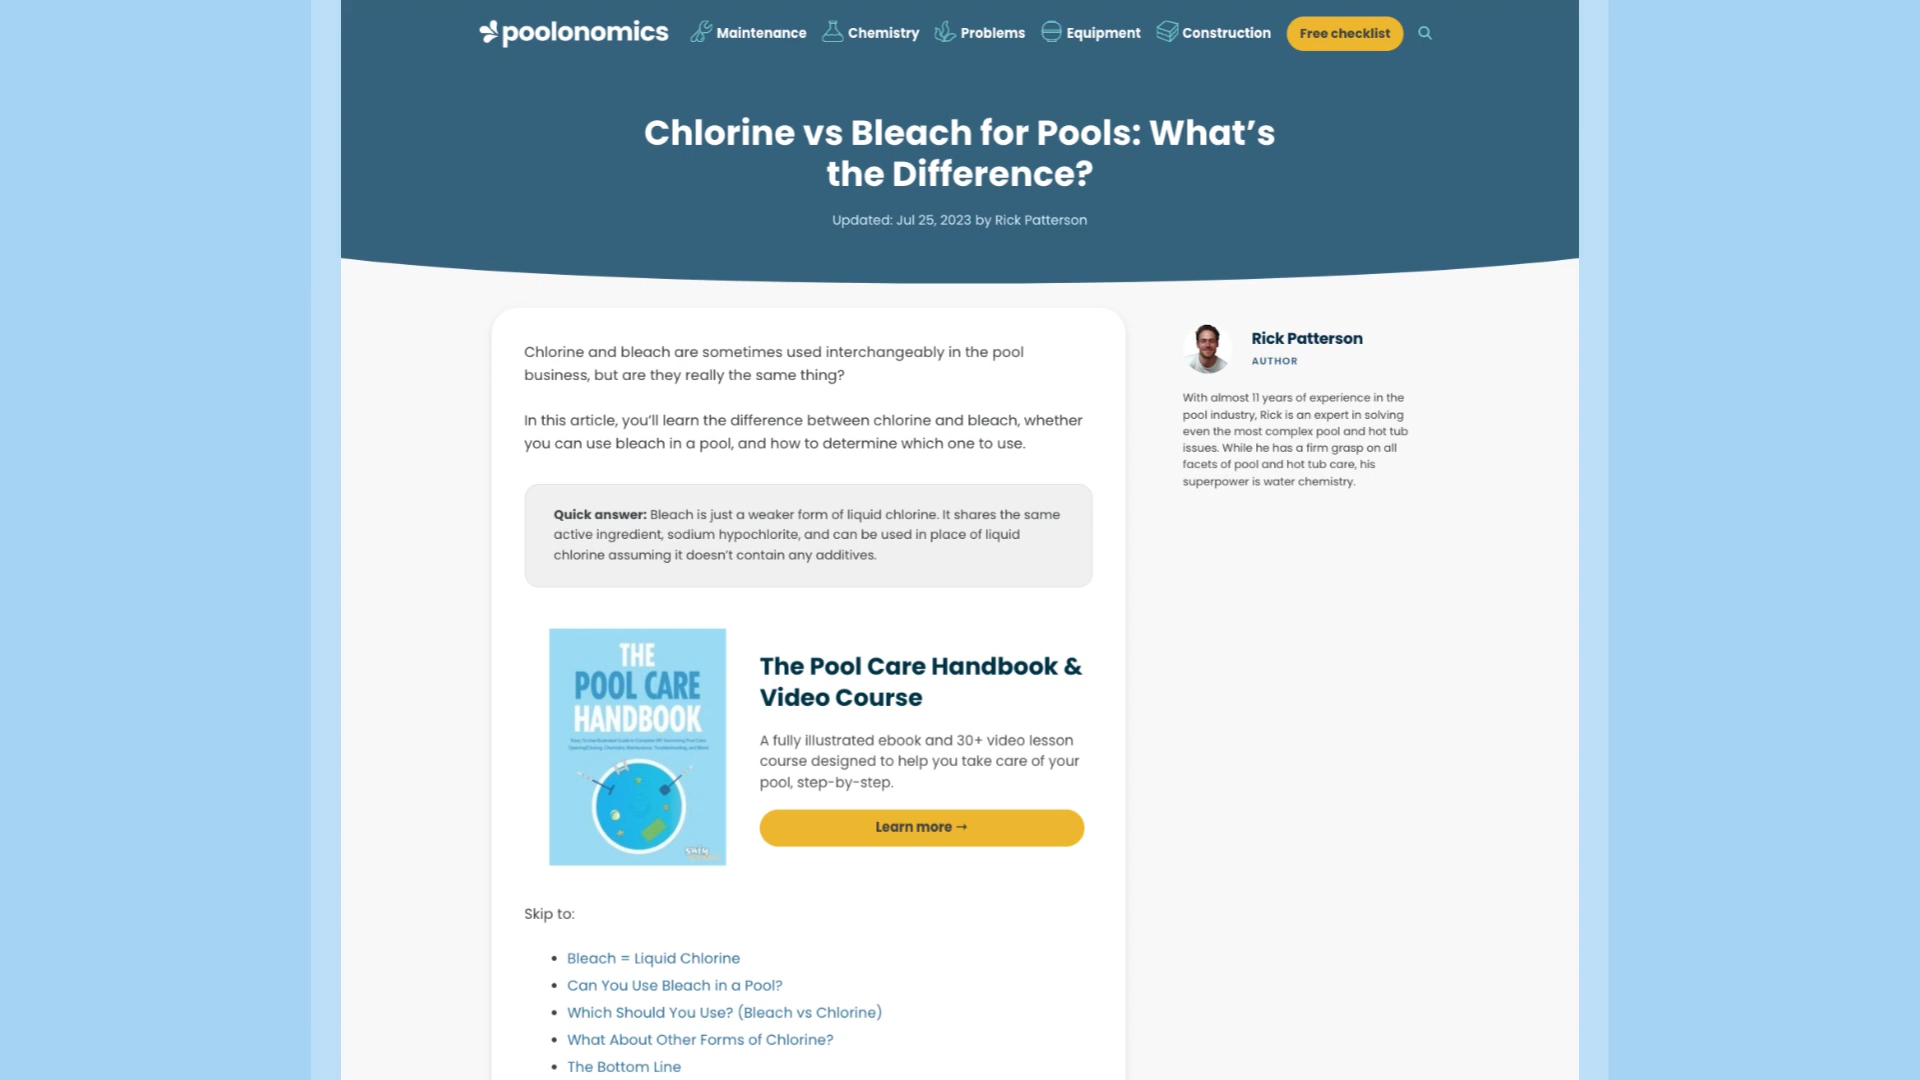 poolonomics Maintenance Chemistry Problems Equipment Construction Free checklist
Chlorine vs Bleach for Pools: What’s
the Difference?
Updated: Jul 25, 2023 by Rick Patterson
Chlorine and bleach are sometimes used interchangeably in the pool
business, but are they really the same thing?
In this article, you’ll learn the difference between chlorine and bleach, whether
you can use bleach in a pool, and how to determine which one to use.
Quick answer: Bleach is just a weaker form of liquid chlorine. It shares the same
active ingredient, sodium hypochlorite, and can be used in place of liquid
chlorine assuming it doesn’t contain any additives.
Rick Patterson
AUTHOR
With almost 11 years of experience in the
pool industry, Rick is an expert in solving
even the most complex pool and hot tub
issues. While he has a firm grasp on all
facets of pool and hot tub care, his
superpower is water chemistry.
THE
POOL CARE
HANDBOOK
The Pool Care Handbook &
Video Course
A fully illustrated ebook and 30+ video lesson
course designed to help you take care of your
pool, step-by-step.
Learn more →
Skip to:
• Bleach = Liquid Chlorine
• Can You Use Bleach in a Pool?
• Which Should You Use? (Bleach vs Chlorine)
• What About Other Forms of Chlorine?
• The Bottom Line